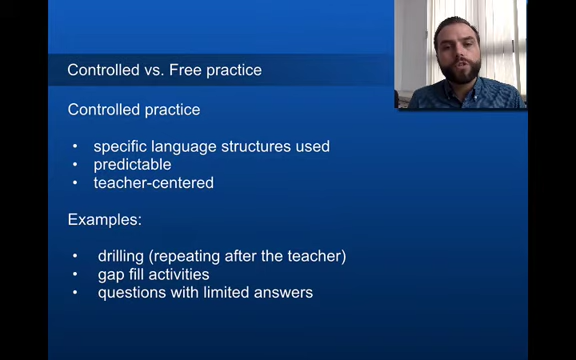 Controlled vs. Free practice
Controlled practice
• specific language structures used
• predictable
• teacher-centered
Examples:
• drilling (repeating after the teacher)
• gap fill activities
• questions with limited answers